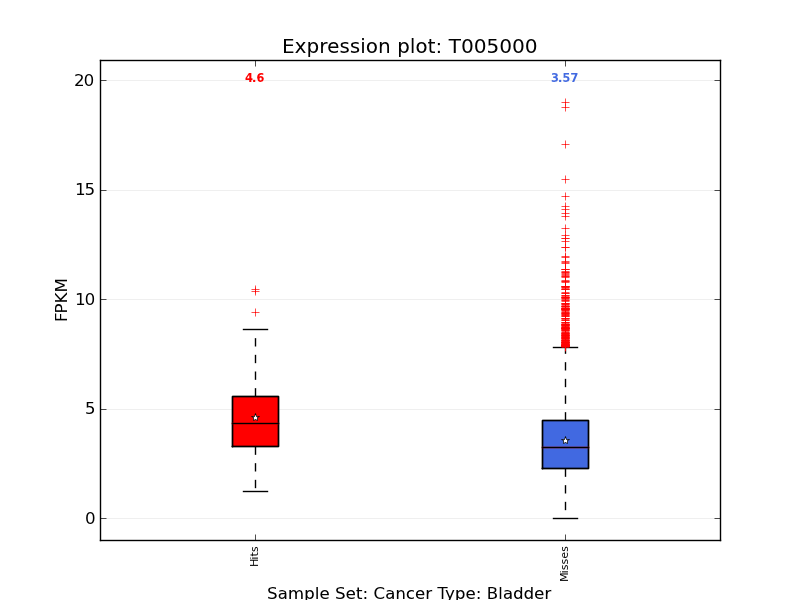 Expression plot: T005000
4.6
3.57
20
15
10
5
0
FPKM
Hits
Misses
Sample Set: Cancer Type: Bladder